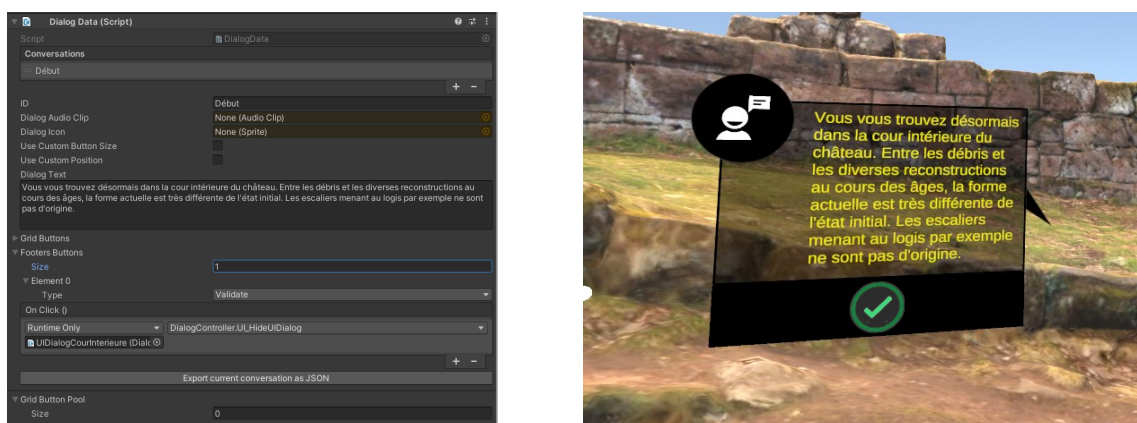 Dialog Data (Script)
Script
DialogData
Conversations
Début
+ -
ID
Début
Dialog Audio Clip
None (Audio Clip)
Dialog Icon
None (Sprite)
Use Custom Button Size
Use Custom Position
Dialog Text
Vous vous trouvez désormais dans la cour intérieure du château. Entre les débris et les diverses reconstructions au
cours des âges, la forme actuelle est très différente de l'état initial. Les escaliers menant au logis par exemple ne sont
pas d'origine.
Grid Buttons
Footers Buttons
Size
1
Element 0
Type
Validate
On Click ()
Runtime Only
DialogController.UI_HideUIDialog
UIDialogCourInterieure (Dialc
+ -
Export current conversation as JSON
Grid Button Pool
Size
0
Vous vous trouvez désormais
dans la cour intérieure du
château. Entre les débris et
les diverses reconstructions
au cours des âges, la forme
actuelle est très différente de
l'état initial. Les escaliers
menant au logis par exemple
ne sont pas d'origine.